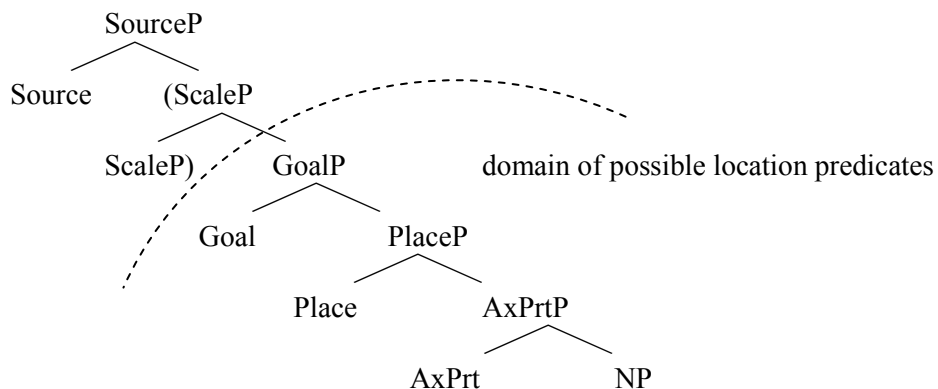 SourceP
Source (ScaleP
ScaleP) GoalP domain of possible location predicates
Goal PlaceP
Place AxPrtP
AxPrt NP